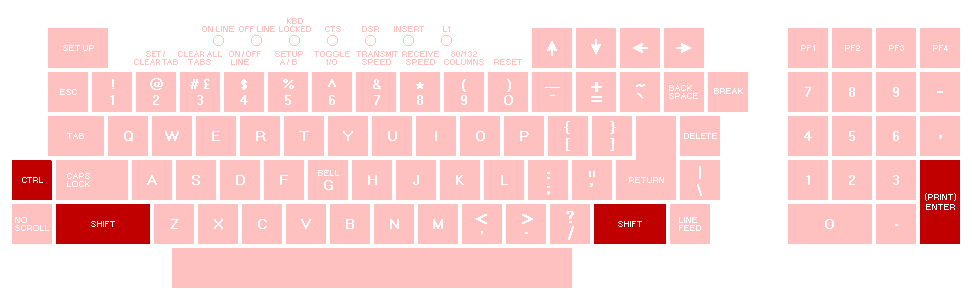 KBD
ON LINE OFF LINE LOCKED CTS DSR INSERT L1
SET UP PF1 PF2 PF3 PF4
SET / CLEAR ALL ON / OFF SETUP TOGGLE TRANSMIT RECEIVE 80/132
CLEAR TAB TABS LINE A / B I/O SPEED SPEED COLUMNS RESET
! @ # £ $ % ^ & * ( ) — + ~ BACK
ESC 1 2 3 4 5 6 7 8 9 0 - = ` SPACE BREAK 7 8 9 -
TAB Q W E R T Y U I O P { [ } ] DELETE 4 5 6
CTRL CAPS
LOCK A S D F BELL
G H J K L : ; " ' RETURN | \ 1 2 3 (PRINT)
ENTER
NO
SCROLL SHIFT Z X C V B N M < , > . ? / SHIFT LINE
FEED 0